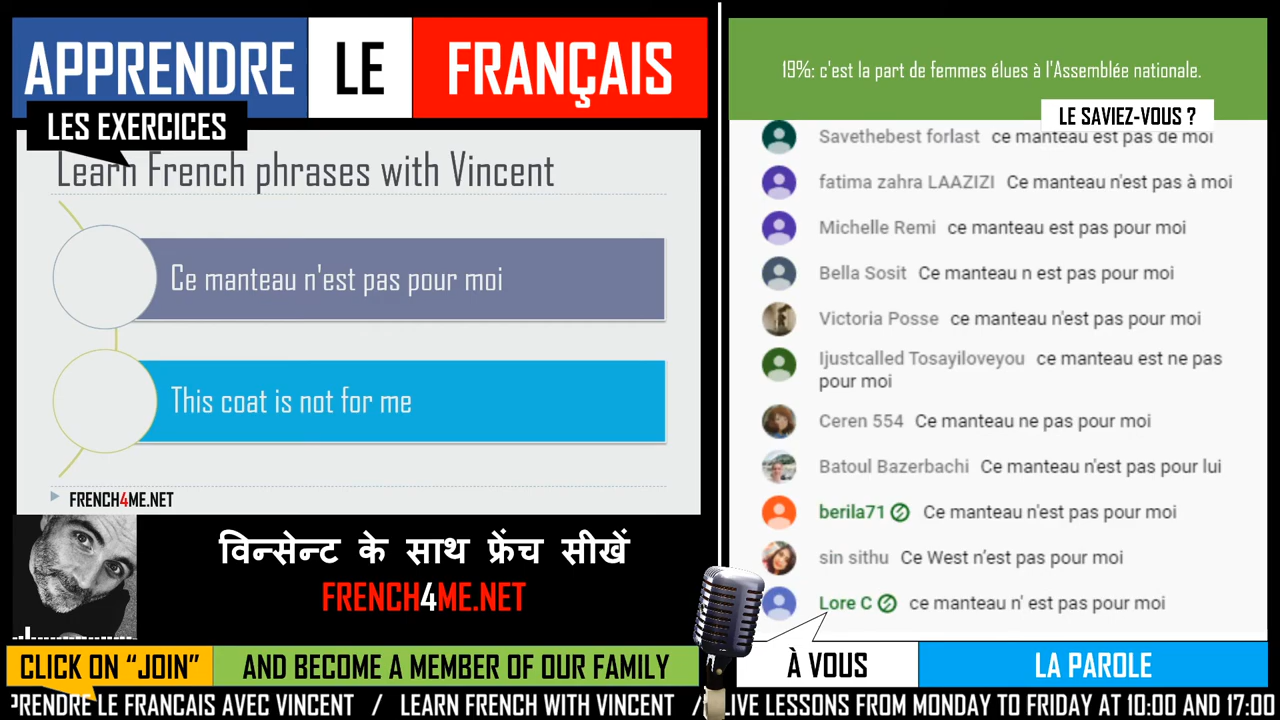 APPRENDRE LE FRANÇAIS
LES EXERCICES
Learn French phrases with Vincent
Ce manteau n'est pas pour moi
This coat is not for me
FRENCH4ME.NET
विन्सेन्ट के साथ फ्रेंच सीखें
FRENCH4ME.NET
19%: c'est la part de femmes élues à l'Assemblée nationale.
LE SAVIEZ-VOUS ?
Savethebest forlast ce manteau est pas de moi
fatima zahra LAAZIZI Ce manteau n'est pas à moi
Michelle Remi ce manteau est pas pour moi
Bella Sosit Ce manteau n est pas pour moi
Victoria Posse ce manteau n'est pas pour moi
Ijustcalled Tosayiloveyou ce manteau est ne pas
pour moi
Ceren 554 Ce manteau ne pas pour moi
Batoul Bazerbachi Ce manteau n'est pas pour lui
berila71 Ce manteau n'est pas pour moi
sin sithu Ce West n'est pas pour moi
Lore C ce manteau n' est pas pour moi
CLICK ON “JOIN” AND BECOME A MEMBER OF OUR FAMILY
À VOUS LA PAROLE
PRENDRE LE FRANCAIS AVEC VINCENT / LEARN FRENCH WITH VINCENT / LIVE LESSONS FROM MONDAY TO FRIDAY AT 10:00 AND 17:00